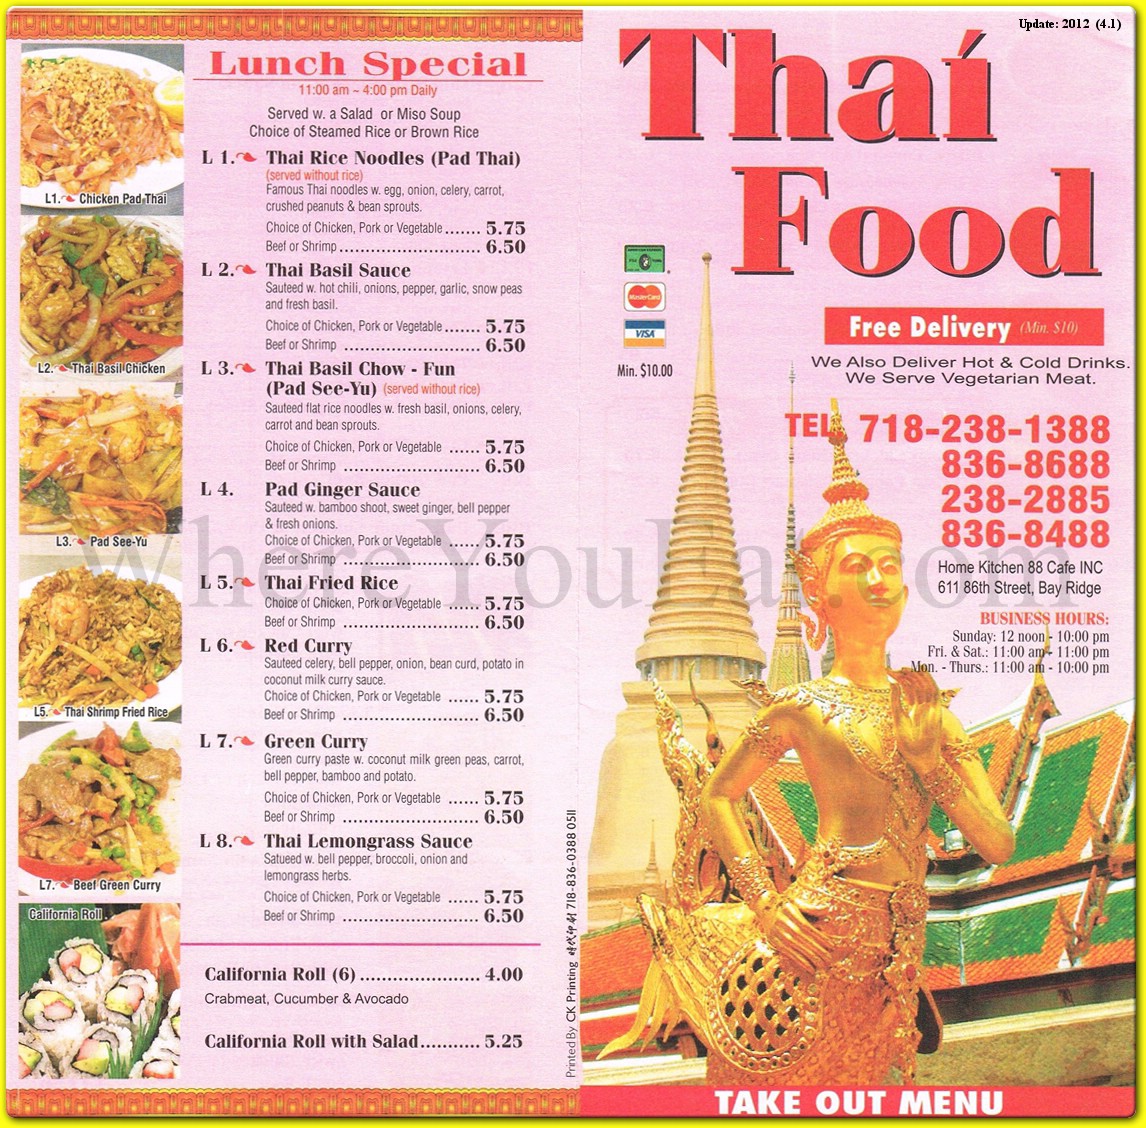 Update: 2012 (4.1)
Lunch Special
11:00 am ~ 4:00 pm Daily
Served w. a Salad or Miso Soup
Choice of Steamed Rice or Brown Rice
L 1. Thai Rice Noodles (Pad Thai)
(served without rice)
Famous Thai noodles w. egg, onion, celery, carrot,
crushed peanuts & bean sprouts.
Choice of Chicken, Pork or Vegetable ....... 5.75
Beef or Shrimp .............................. 6.50
L 2. Thai Basil Sauce
Sauteed w. hot chili, onions, pepper, garlic, snow peas
and fresh basil.
Choice of Chicken, Pork or Vegetable ....... 5.75
Beef or Shrimp ............................. 6.50
L 3. Thai Basil Chow - Fun
(Pad See-Yu) (served without rice)
Sauteed flat rice noodles w. fresh basil, onions, celery,
carrot and bean sprouts.
Choice of Chicken, Pork or Vegetable ...... 5.75
Beef or Shrimp ............................. 6.50
L 4. Pad Ginger Sauce
Sauteed w. bamboo shoot, sweet ginger, bell pepper
& fresh onions.
Choice of Chicken, Pork or Vegetable ...... 5.75
Beef or Shrimp ............................. 6.50
L 5. Thai Fried Rice
Choice of Chicken, Pork or Vegetable ...... 5.75
Beef or Shrimp ............................. 6.50
L 6. Red Curry
Sauteed celery, bell pepper, onion, bean curd, potato in
coconut milk curry sauce.
Choice of Chicken, Pork or Vegetable ...... 5.75
Beef or Shrimp ............................. 6.50
L 7. Green Curry
Green curry paste w. coconut milk green peas, carrot,
bell pepper, bamboo and potato.
Choice of Chicken, Pork or Vegetable ...... 5.75
Beef or Shrimp ............................. 6.50
L 8. Thai Lemongrass Sauce
Satueed w. bell pepper, broccoli, onion and
lemongrass herbs.
Choice of Chicken, Pork or Vegetable ...... 5.75
Beef or Shrimp ............................. 6.50
California Roll (6) ...................... 4.00
Crabmeat, Cucumber & Avocado
California Roll with Salad ........... 5.25
L1. Chicken Pad Thai
L2. Thai Basil Chicken
L3. Pad See-Yu
L5. Thai Shrimp Fried Rice
L7. Beef Green Curry
California Roll
Printed By CK Printing 718-836-0388 0511
Thai
Food
MasterCard
VISA
Min. $10.00
Free Delivery (Min. $10)
We Also Deliver Hot & Cold Drinks.
We Serve Vegetarian Meat.
TEL: 718-238-1388
836-8688
238-2885
836-8488
Home Kitchen 88 Cafe INC
611 86th Street, Bay Ridge
BUSINESS HOURS:
Sunday: 12 noon - 10:00 pm
Fri. & Sat.: 11:00 am - 11:00 pm
Mon. - Thurs.: 11:00 am - 10:00 pm
TAKE OUT MENU
WhereYouEat.com